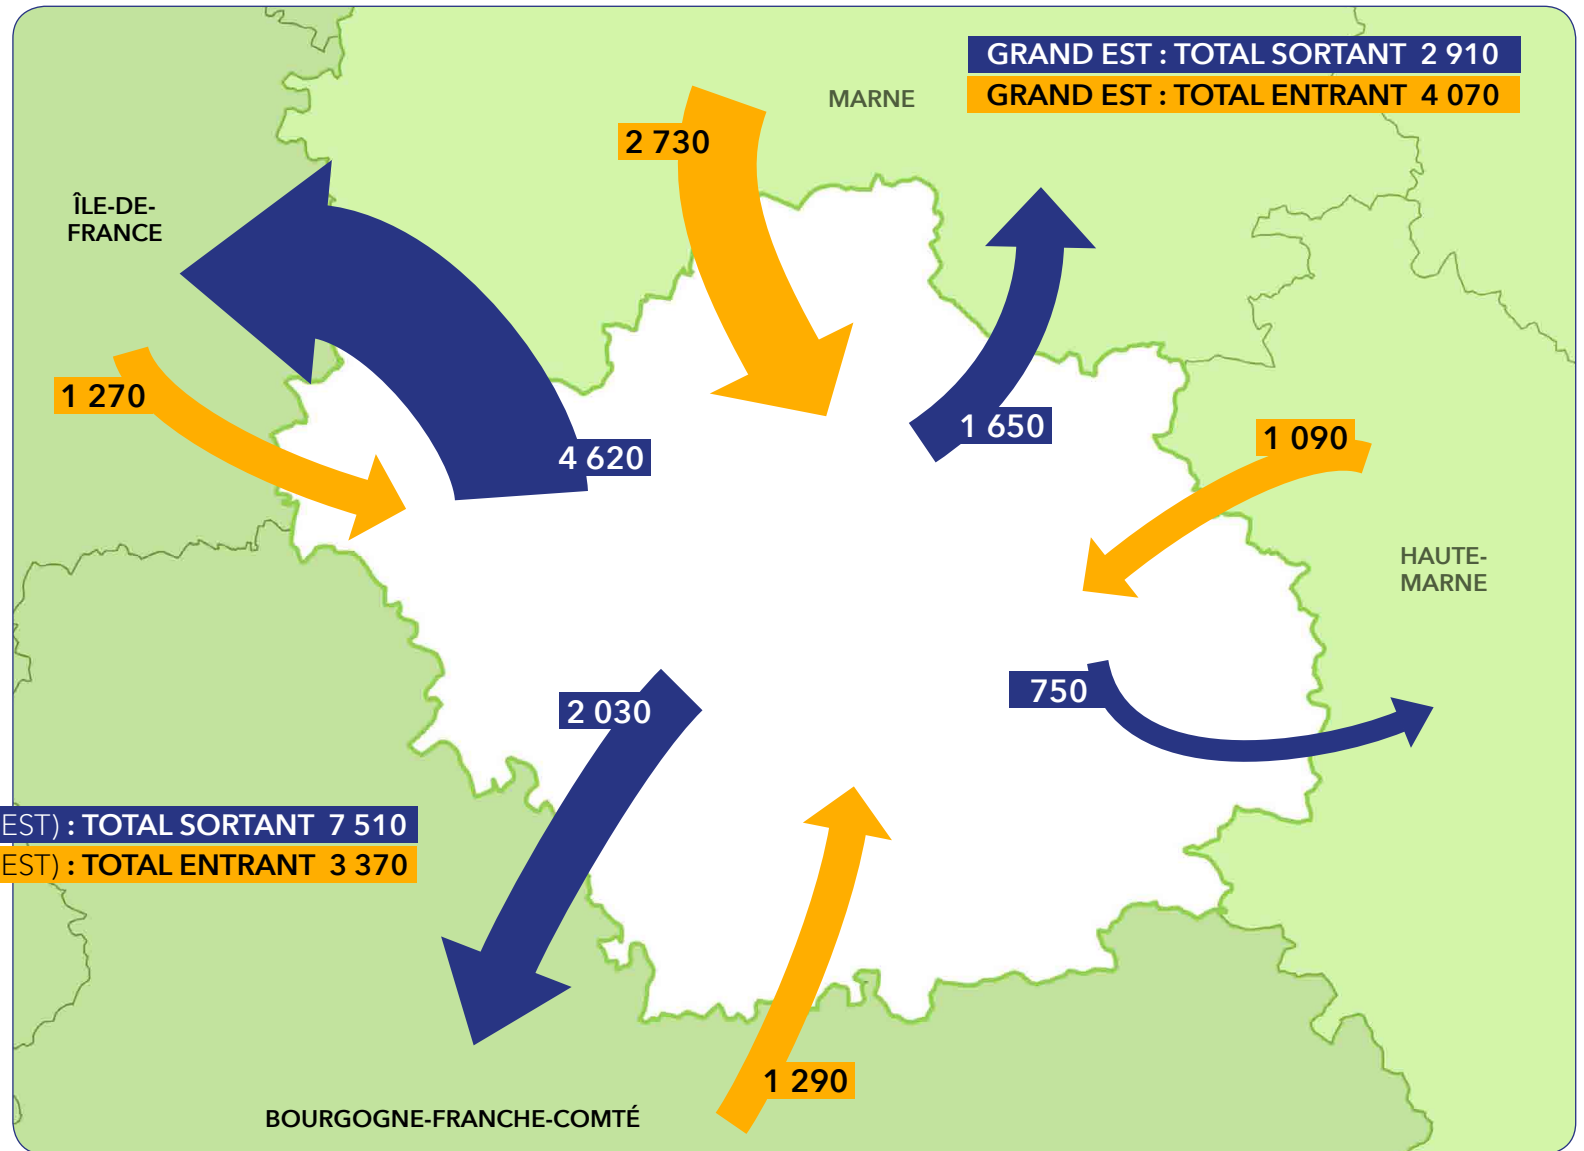 GRAND EST : TOTAL SORTANT 2 910
GRAND EST : TOTAL ENTRANT 4 070
MARNE
2 730
ÎLE-DE-
FRANCE
1 270
4 620
1 650
1 090
HAUTE-
MARNE
750
2 030
EST) : TOTAL SORTANT 7 510
EST) : TOTAL ENTRANT 3 370
1 290
BOURGOGNE-FRANCHE-COMTÉ